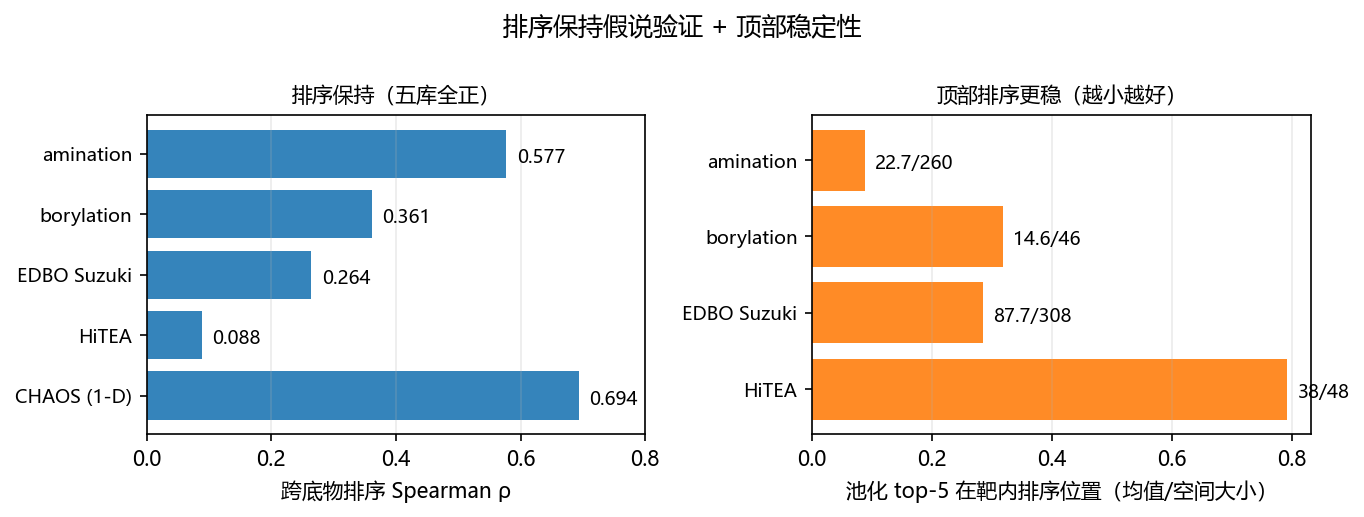 排序保持假说验证 + 顶部稳定性
排序保持（五库全正）
amination
0.577
borylation
0.361
EDBO Suzuki
0.264
HiTEA
0.088
CHAOS (1-D)
0.694
0.0 0.2 0.4 0.6 0.8
跨底物排序 Spearman ρ
顶部排序更稳（越小越好）
amination
22.7/260
borylation
14.6/46
EDBO Suzuki
87.7/308
HiTEA
38/48
0.0 0.2 0.4 0.6 0.8
池化 top-5 在靶内排序位置（均值/空间大小）